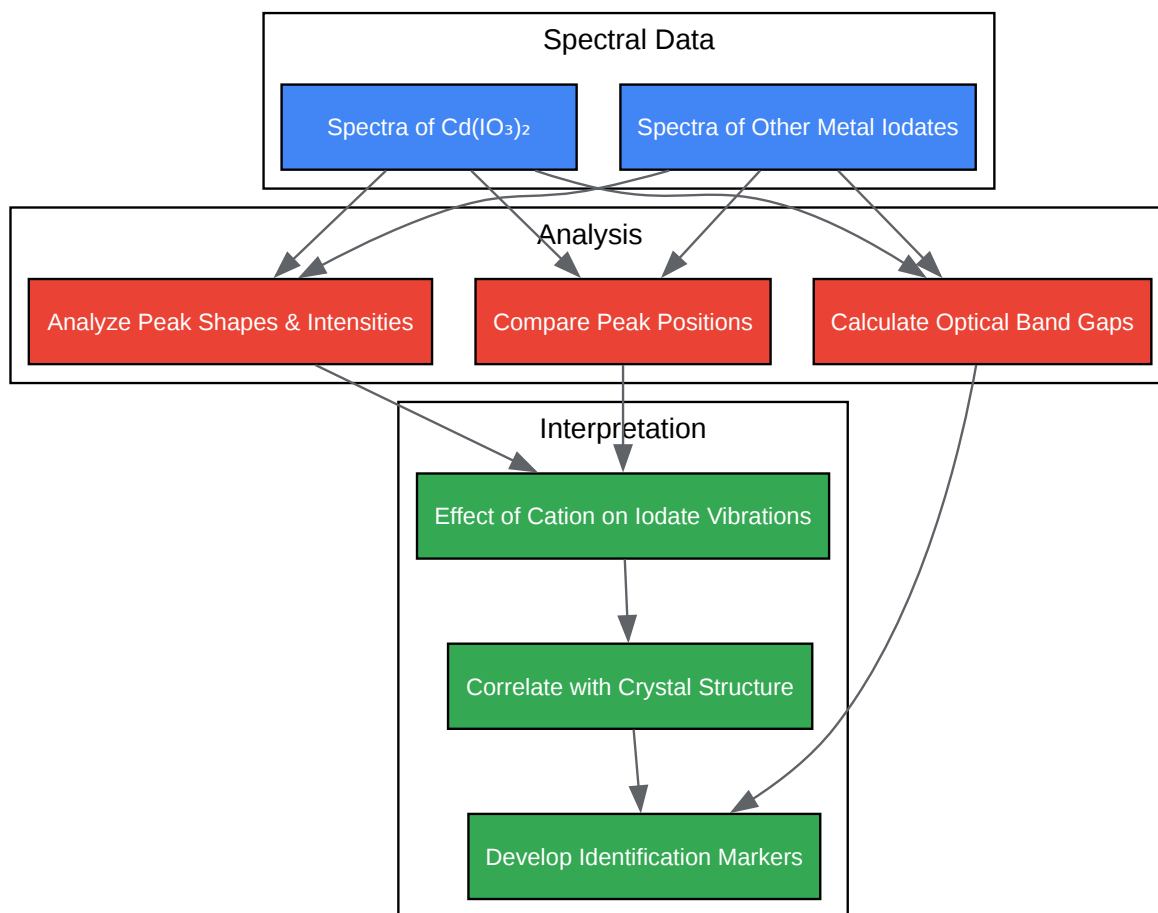 Spectral Data
Spectra of Cd(IO₃)₂
Spectra of Other Metal Iodates
Analysis
Analyze Peak Shapes & Intensities
Compare Peak Positions
Calculate Optical Band Gaps
Interpretation
Effect of Cation on Iodate Vibrations
Correlate with Crystal Structure
Develop Identification Markers